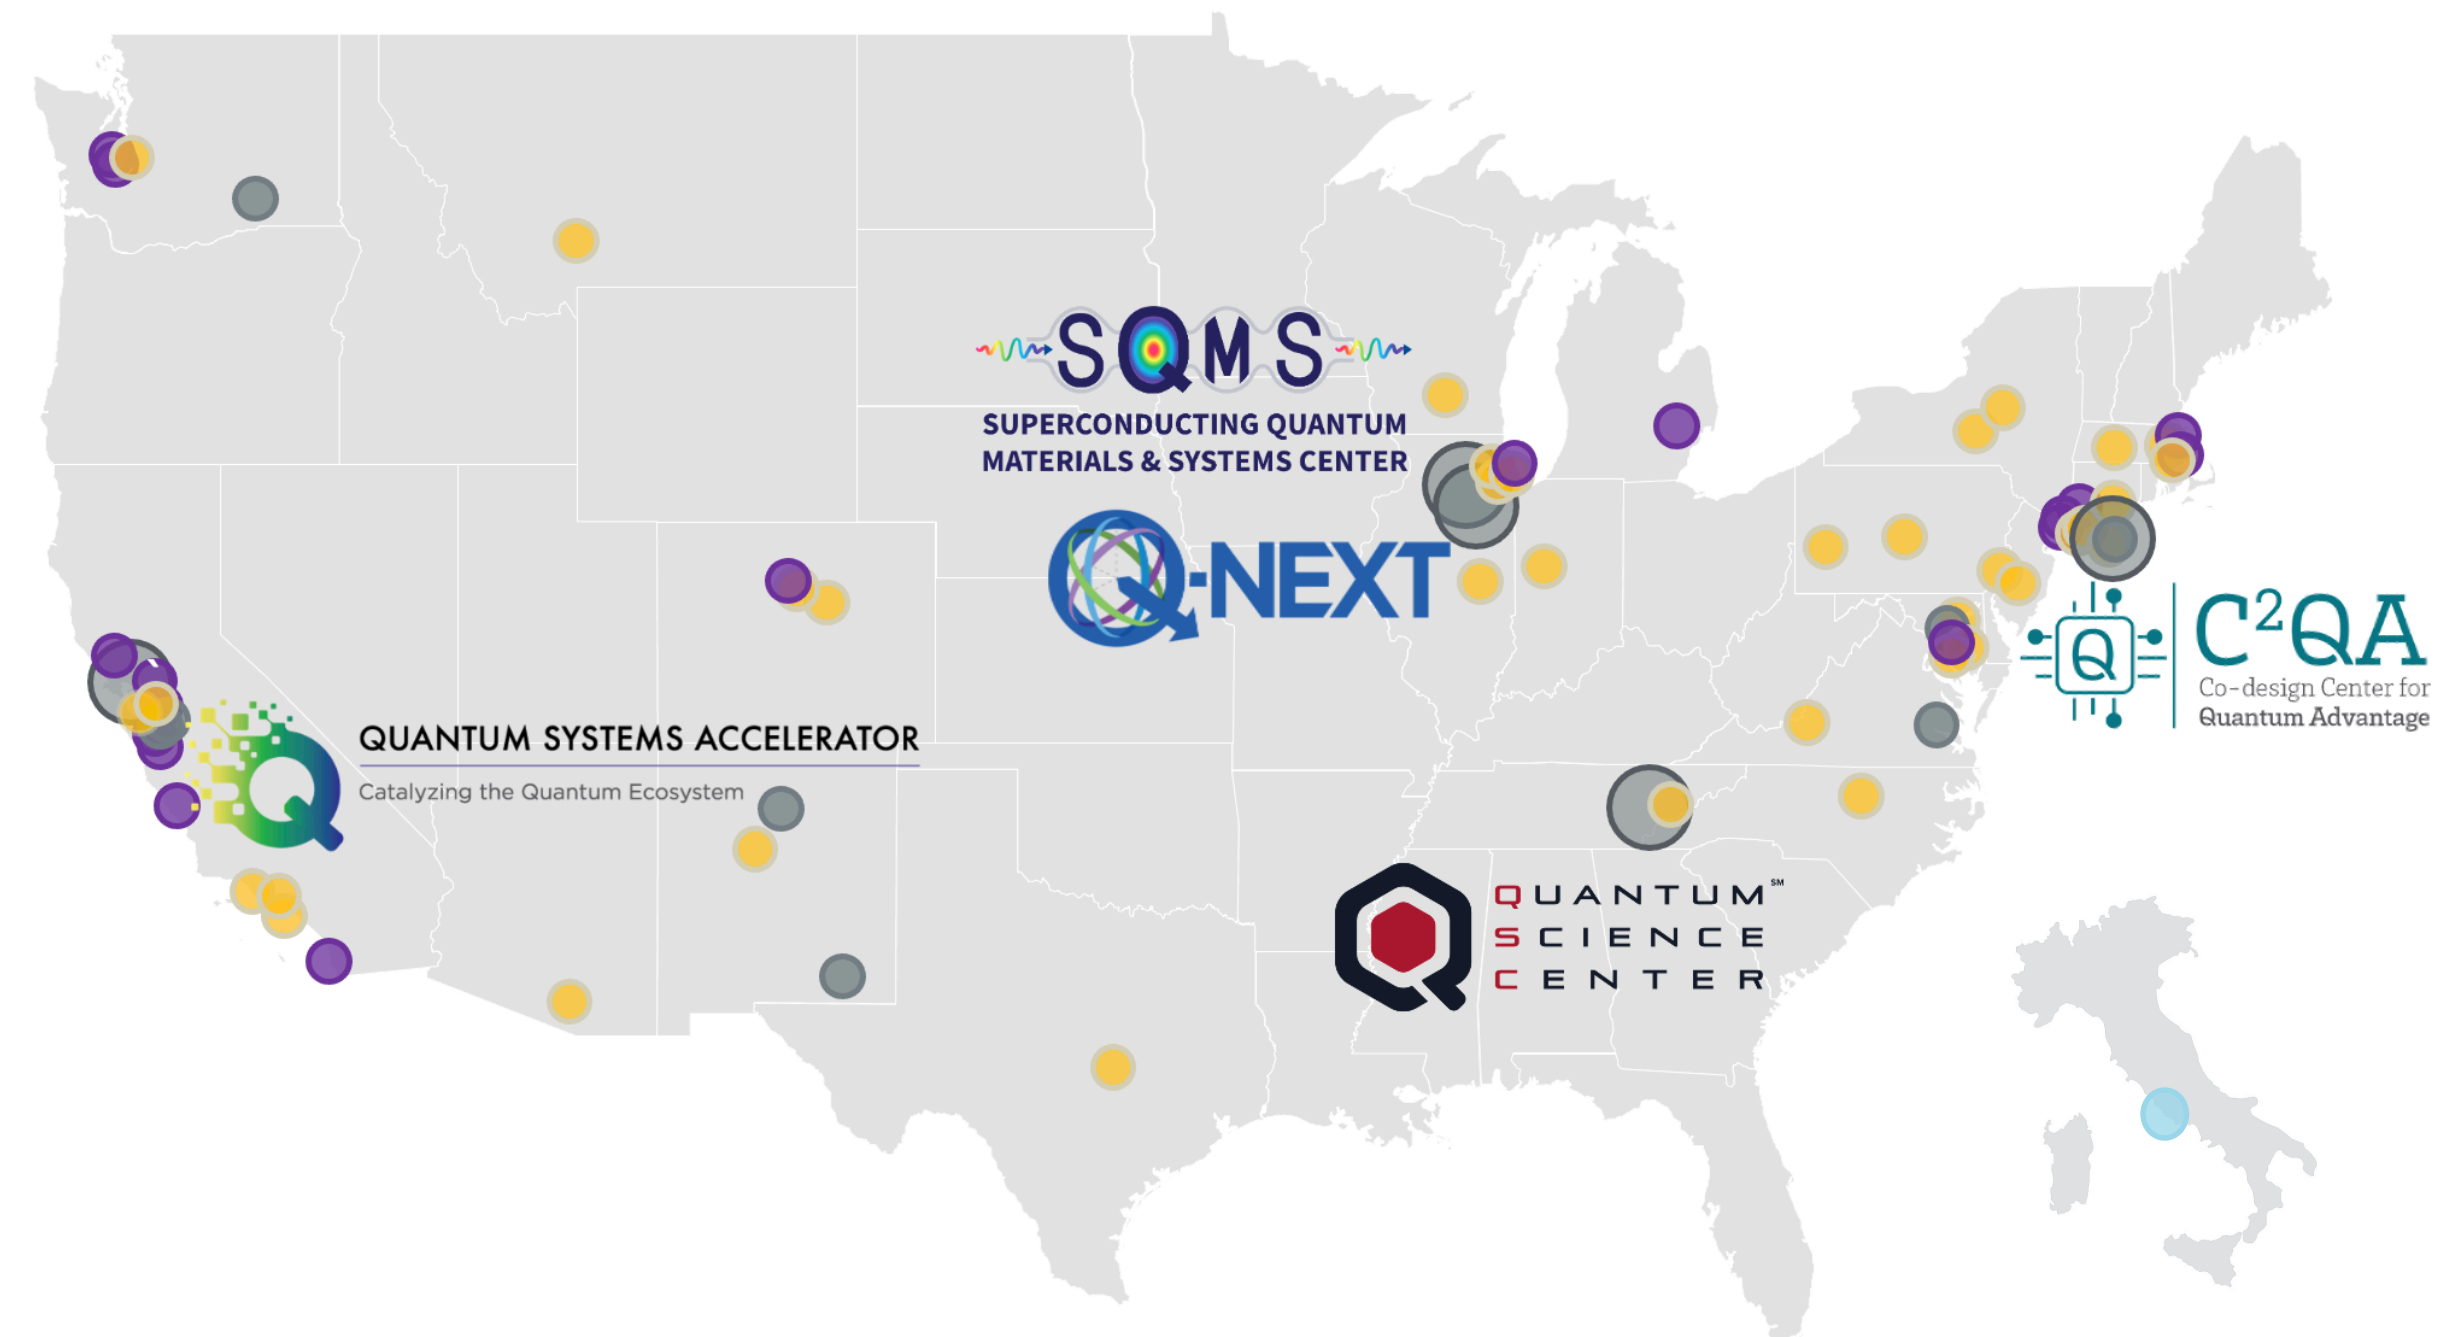 SQMS
SUPERCONDUCTING QUANTUM
MATERIALS & SYSTEMS CENTER
Q-NEXT
C²QA
Co-design Center for
Quantum Advantage
Q
QUANTUM SYSTEMS ACCELERATOR
Catalyzing the Quantum Ecosystem
QUANTUM℠
SCIENCE
CENTER